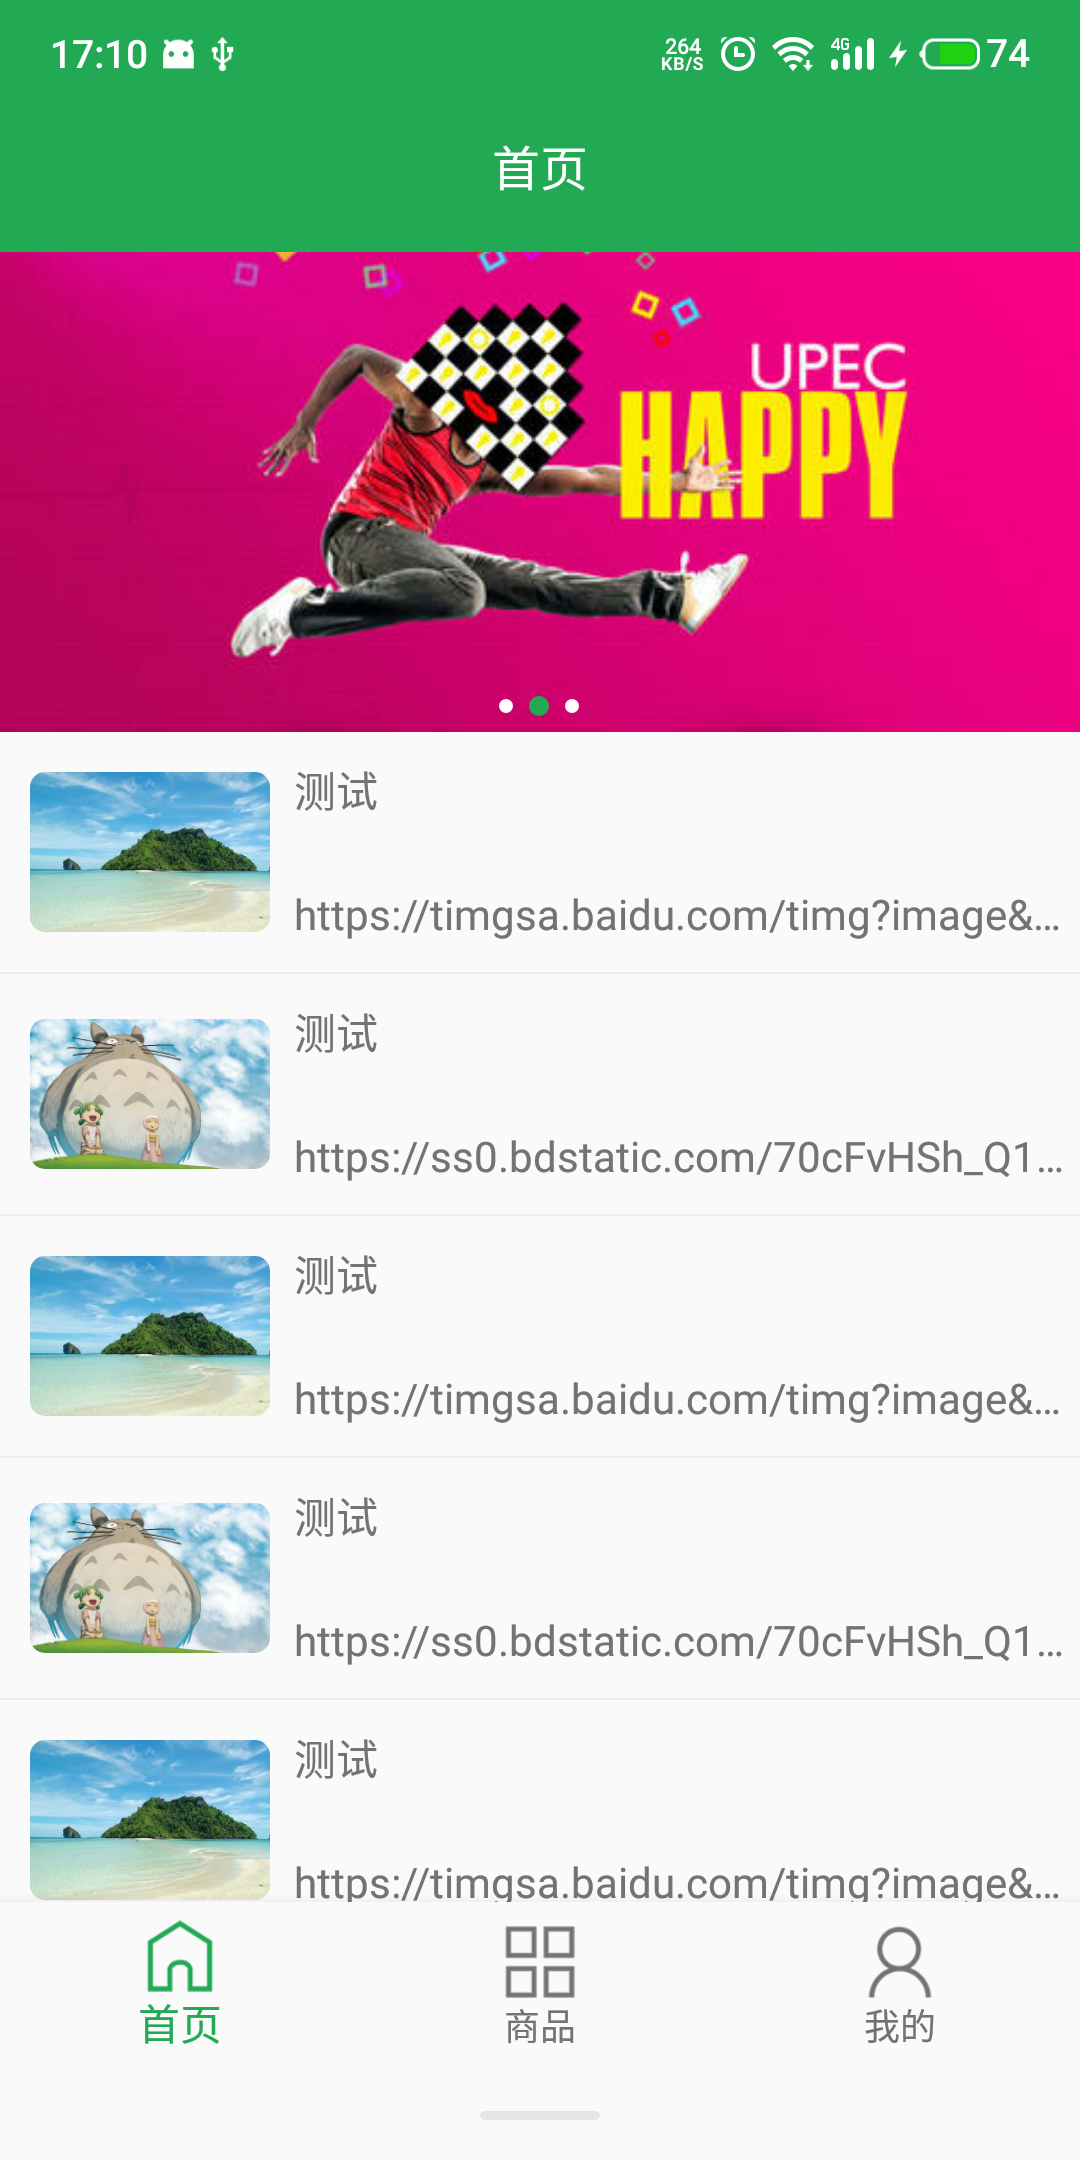 17:10
264 KB/S
4G
74
首页
UPEC
HAPPY
测试
https://timgsa.baidu.com/timg?image&...
测试
https://ss0.bdstatic.com/70cFvHSh_Q1...
测试
https://timgsa.baidu.com/timg?image&...
测试
https://ss0.bdstatic.com/70cFvHSh_Q1...
测试
https://timgsa.baidu.com/timg?image&...
首页
商品
我的